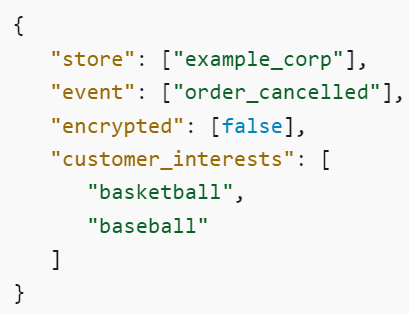 {
   "store": ["example_corp"],
   "event": ["order_cancelled"],
   "encrypted": [false],
   "customer_interests": [
      "basketball",
      "baseball"
   ]
}